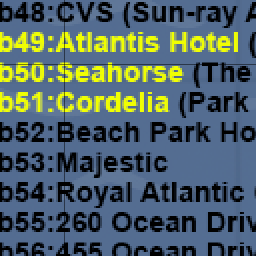 b48:CVS (Sun-ray A
b49:Atlantis Hotel (
b50:Seahorse (The
b51:Cordelia (Park
b52:Beach Park Ho
b53:Majestic
b54:Royal Atlantic
b55:260 Ocean Driv
b56:455 Ocean Driv